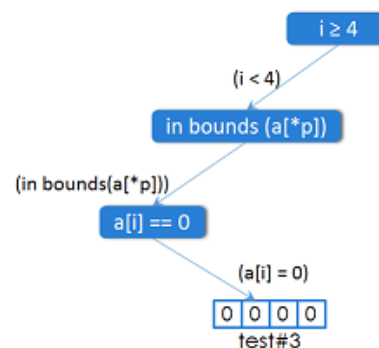 i ≥ 4
(i < 4)
in bounds (a[*p])
(in bounds(a[*p]))
a[i] == 0
(a[i] = 0)
0 0 0 0
test#3